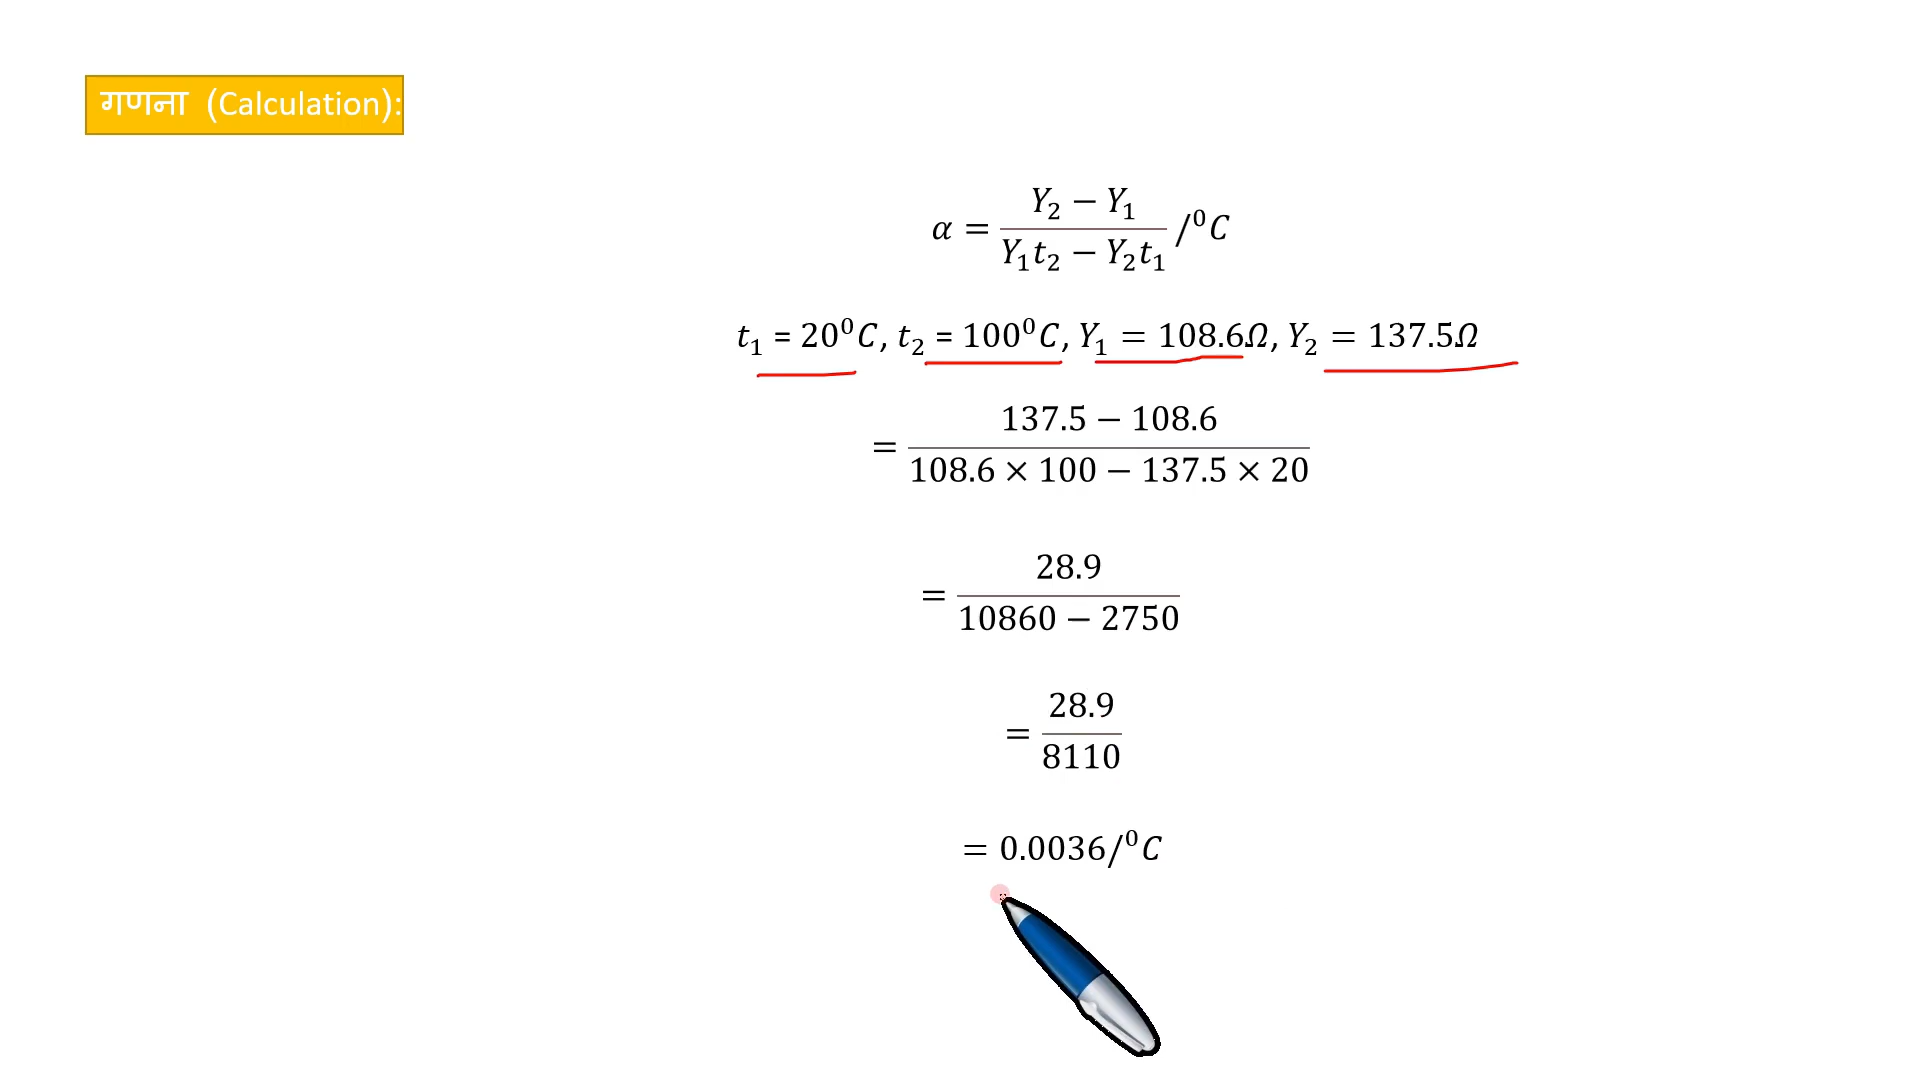 गणना (Calculation):
α = (Y₂ − Y₁) / (Y₁t₂ − Y₂t₁) /⁰C
t₁ = 20⁰C, t₂ = 100⁰C, Y₁ = 108.6Ω, Y₂ = 137.5Ω
= (137.5 − 108.6) / (108.6 × 100 − 137.5 × 20)
= 28.9 / (10860 − 2750)
= 28.9 / 8110
= 0.0036/⁰C